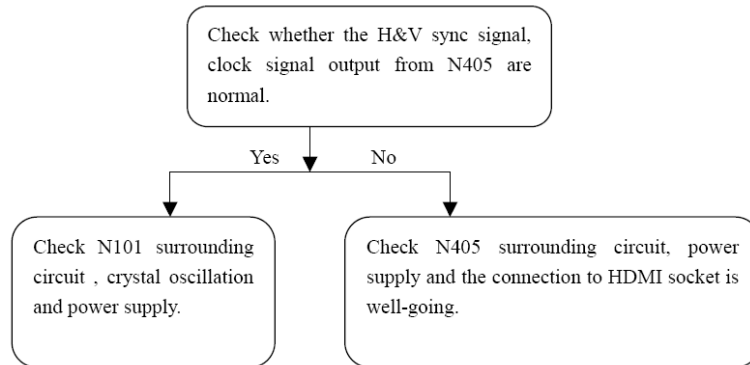 Check whether the H&V sync signal,
clock signal output from N405 are
normal.
Yes
No
Check N101 surrounding
circuit , crystal oscillation
and power supply.
Check N405 surrounding circuit, power
supply and the connection to HDMI socket is
well-going.